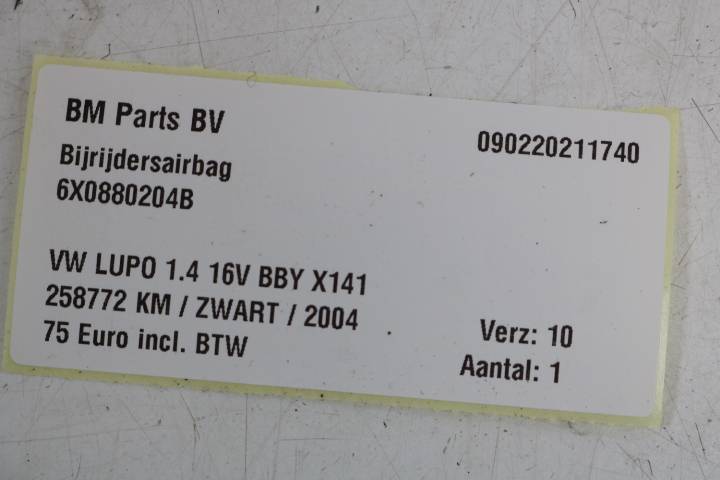 BM Parts BV
090220211740
Bijrijdersairbag
6X0880204B
VW LUPO 1.4 16V BBY X141
258772 KM / ZWART / 2004
75 Euro incl. BTW
Verz: 10
Aantal: 1